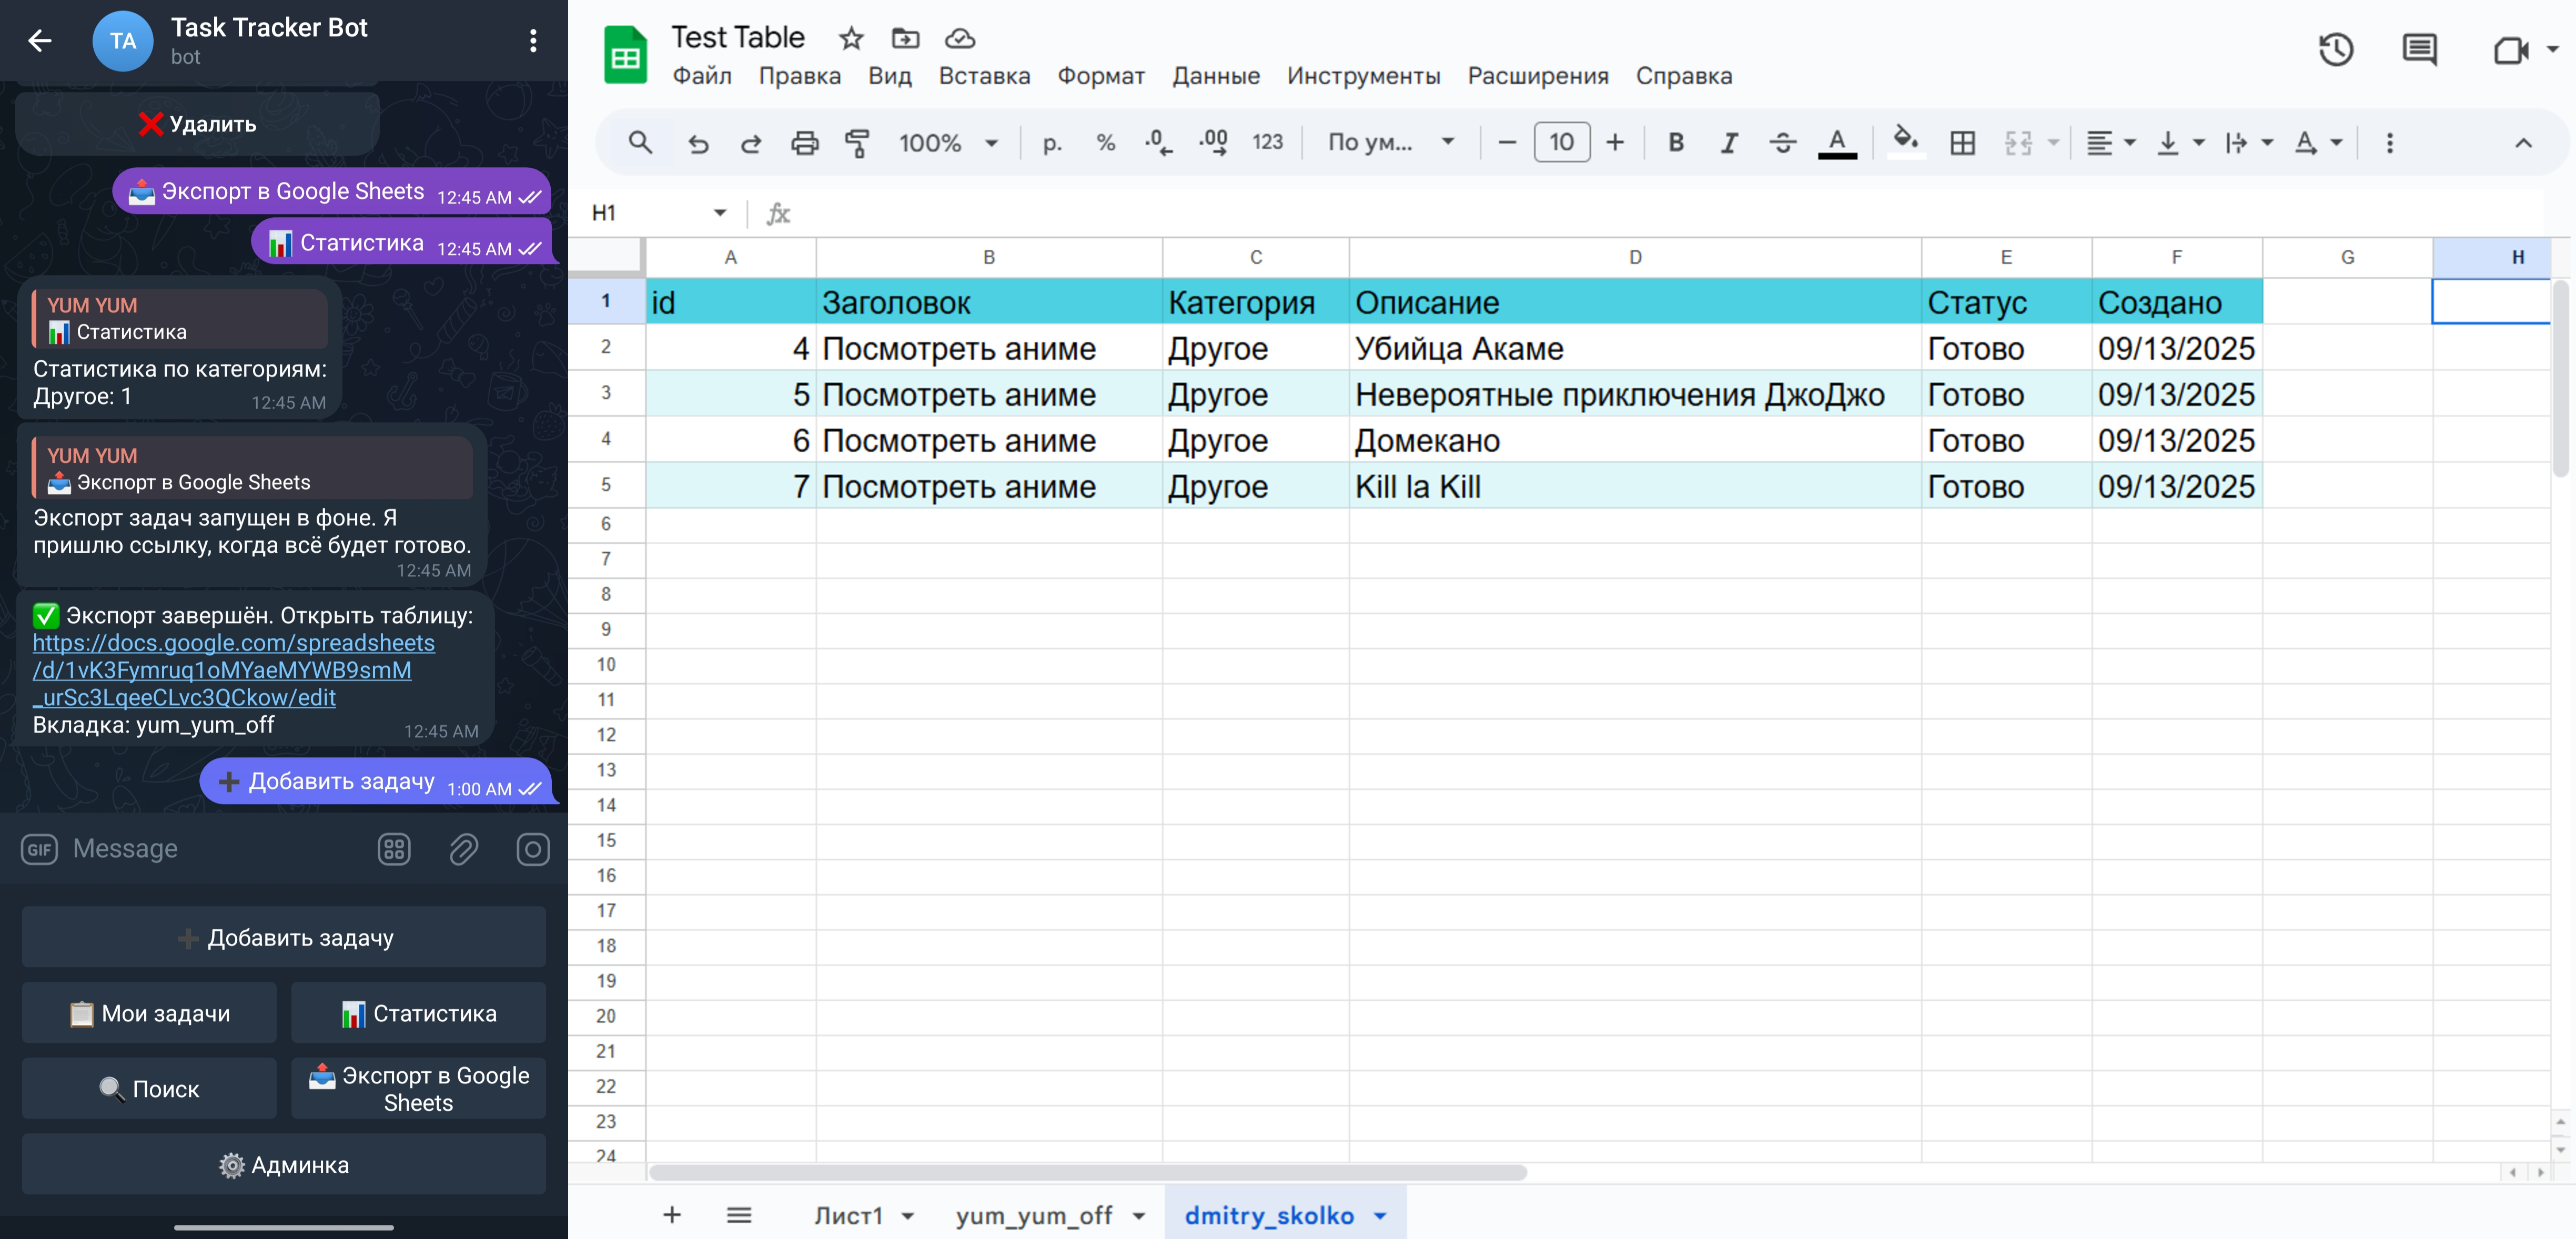 TA
Task Tracker Bot
bot
❌ Удалить
📤 Экспорт в Google Sheets 12:45 AM
📊 Статистика 12:45 AM
YUM YUM
📊 Статистика
Статистика по категориям:
Другое: 1 12:45 AM
YUM YUM
📤 Экспорт в Google Sheets
Экспорт задач запущен в фоне. Я
пришлю ссылку, когда всё будет готово.
12:45 AM
✅ Экспорт завершён. Открыть таблицу:
https://docs.google.com/spreadsheets
/d/1vK3Fymruq1oMYaeMYWB9smM
_urSc3LqeeCLvc3QCkow/edit
Вкладка: yum_yum_off 12:45 AM
➕ Добавить задачу 1:00 AM
GIF Message
➕ Добавить задачу
📋 Мои задачи
📊 Статистика
🔍 Поиск
📤 Экспорт в Google
Sheets
⚙️ Админка
Test Table
Файл Правка Вид Вставка Формат Данные Инструменты Расширения Справка
100% р. % .0 .00 123 По ум... − 10 + B I S A
H1 fx
A B C D E F G H
1 id Заголовок Категория Описание Статус Создано
2 4 Посмотреть аниме Другое Убийца Акаме Готово 09/13/2025
3 5 Посмотреть аниме Другое Невероятные приключения ДжоДжо Готово 09/13/2025
4 6 Посмотреть аниме Другое Домекано Готово 09/13/2025
5 7 Посмотреть аниме Другое Kill la Kill Готово 09/13/2025
6
7
8
9
10
11
12
13
14
15
16
17
18
19
20
21
22
23
24
+ Лист1 yum_yum_off dmitry_skolko